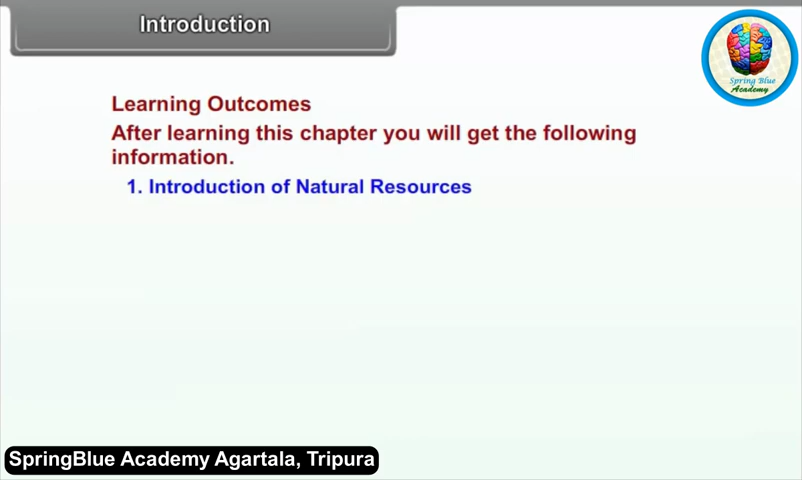 Introduction
Spring Blue
Academy
Learning Outcomes
After learning this chapter you will get the following
information.
1. Introduction of Natural Resources
SpringBlue Academy Agartala, Tripura